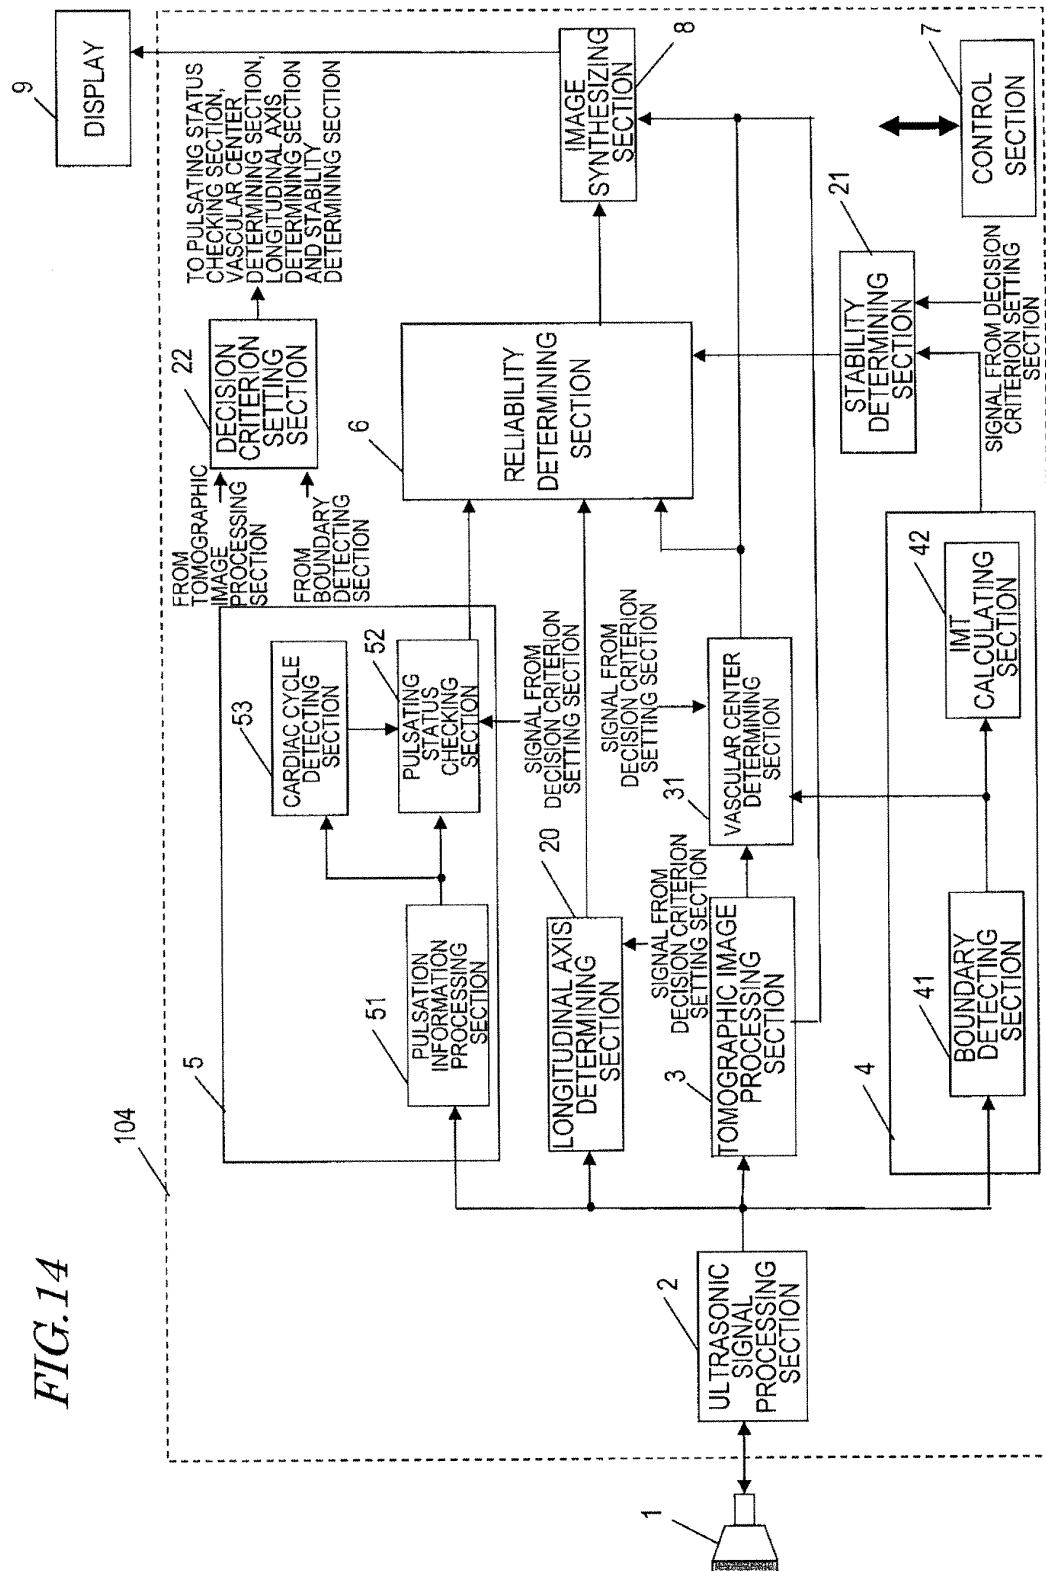 FIG.14
104
1
2
ULTRASONIC
SIGNAL
PROCESSING
SECTION
5
51
PULSATION
INFORMATION
PROCESSING
SECTION
53
CARDIAC CYCLE
DETECTING
SECTION
52
PULSATING
STATUS
CHECKING
SECTION
SIGNAL FROM
DECISION CRITERION
SETTING SECTION
20
LONGITUDINAL AXIS
DETERMINING
SECTION
SIGNAL FROM
DECISION CRITERION
SETTING SECTION
3
TOMOGRAPHIC IMAGE
PROCESSING
SECTION
31
VASCULAR CENTER
DETERMINING
SECTION
SIGNAL FROM
DECISION CRITERION
SETTING SECTION
4
41
BOUNDARY
DETECTING
SECTION
42
IMT
CALCULATING
SECTION
FROM
TOMOGRAPHIC
IMAGE
PROCESSING
SECTION
FROM
BOUNDARY
DETECTING
SECTION
22
DECISION
CRITERION
SETTING
SECTION
TO PULSATING STATUS
CHECKING SECTION,
VASCULAR CENTER
DETERMINING SECTION,
LONGITUDINAL AXIS
DETERMINING SECTION
AND STABILITY
DETERMINING SECTION
6
RELIABILITY
DETERMINING
SECTION
21
STABILITY
DETERMINING
SECTION
SIGNAL FROM DECISION
CRITERION SETTING
SECTION
9
DISPLAY
8
IMAGE
SYNTHESIZING
SECTION
7
CONTROL
SECTION